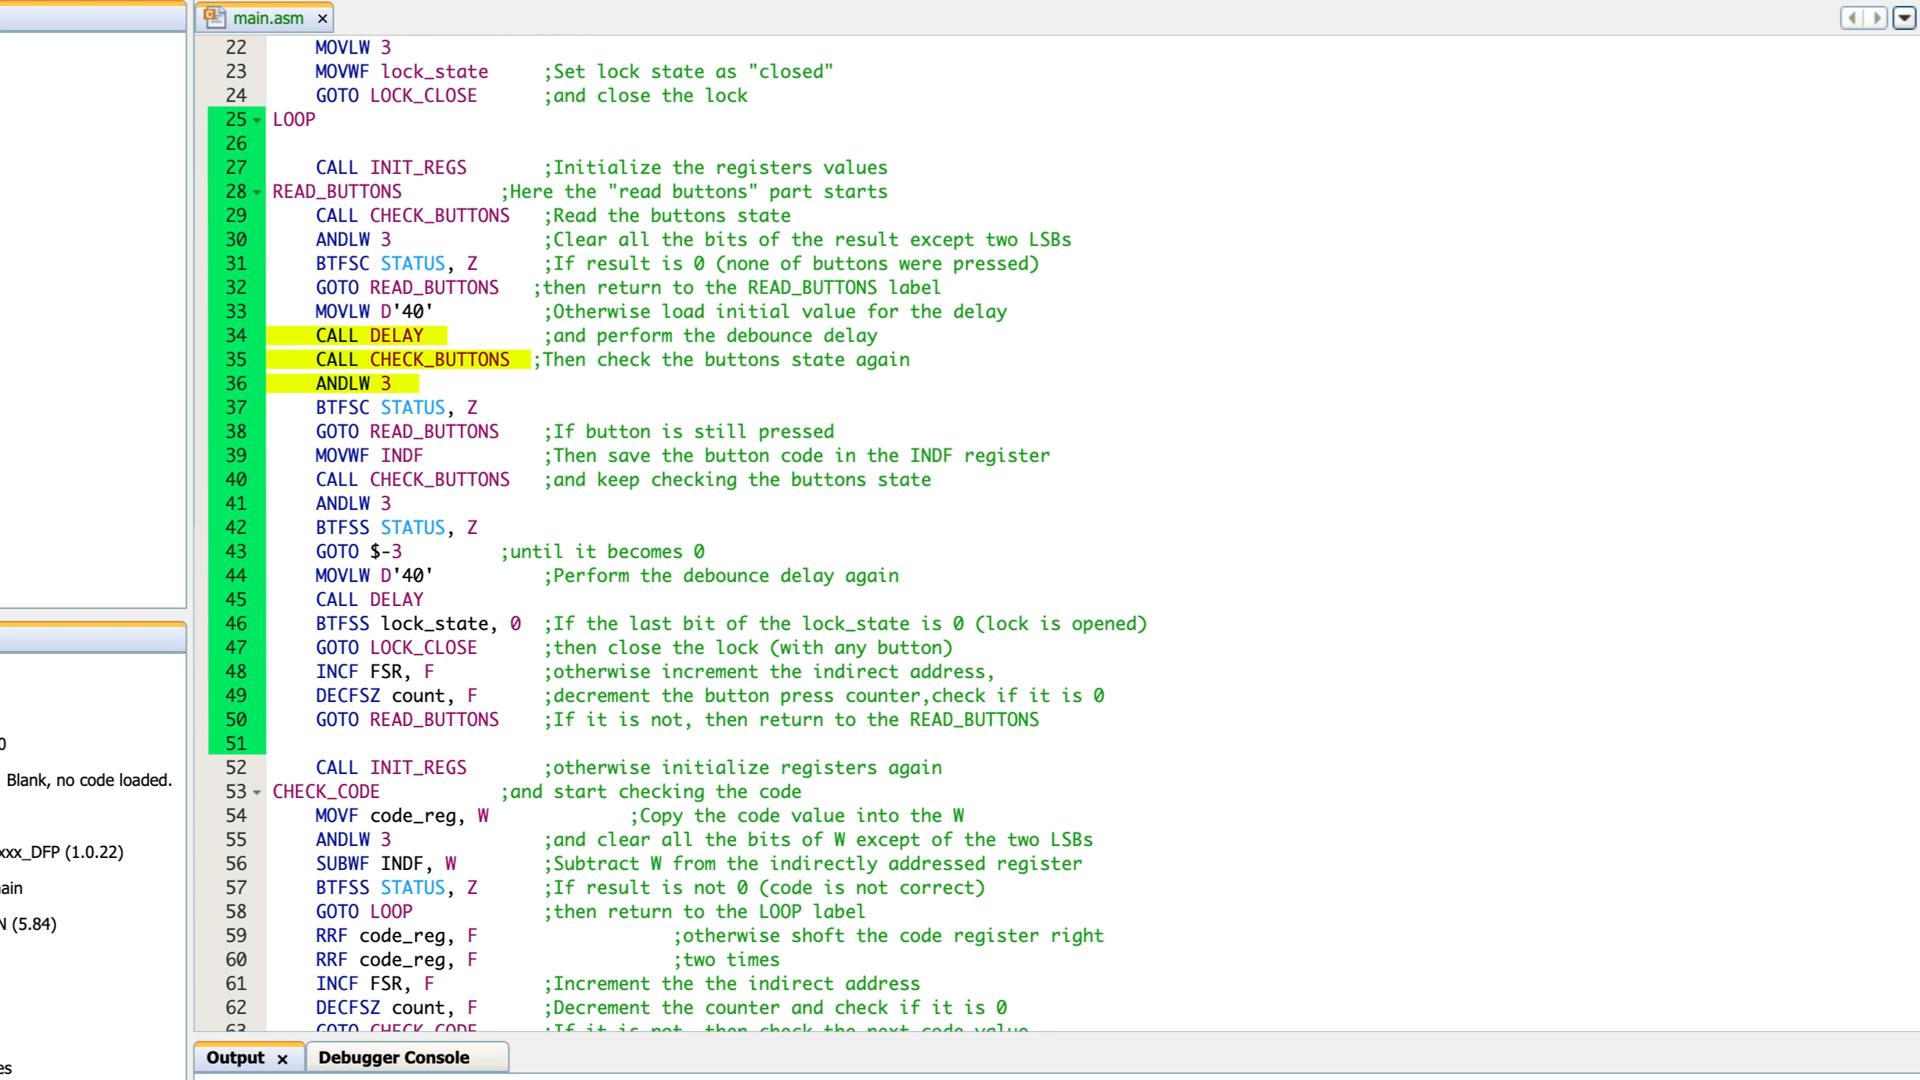 main.asm ×
22 MOVLW 3
23 MOVWF lock_state ;Set lock state as "closed"
24 GOTO LOCK_CLOSE ;and close the lock
25 LOOP
26
27 CALL INIT_REGS ;Initialize the registers values
28 READ_BUTTONS ;Here the "read buttons" part starts
29 CALL CHECK_BUTTONS ;Read the buttons state
30 ANDLW 3 ;Clear all the bits of the result except two LSBs
31 BTFSC STATUS, Z ;If result is 0 (none of buttons were pressed)
32 GOTO READ_BUTTONS ;then return to the READ_BUTTONS label
33 MOVLW D'40' ;Otherwise load initial value for the delay
34 CALL DELAY ;and perform the debounce delay
35 CALL CHECK_BUTTONS ;Then check the buttons state again
36 ANDLW 3
37 BTFSC STATUS, Z
38 GOTO READ_BUTTONS ;If button is still pressed
39 MOVWF INDF ;Then save the button code in the INDF register
40 CALL CHECK_BUTTONS ;and keep checking the buttons state
41 ANDLW 3
42 BTFSS STATUS, Z
43 GOTO $-3 ;until it becomes 0
44 MOVLW D'40' ;Perform the debounce delay again
45 CALL DELAY
46 BTFSS lock_state, 0 ;If the last bit of the lock_state is 0 (lock is opened)
47 GOTO LOCK_CLOSE ;then close the lock (with any button)
48 INCF FSR, F ;otherwise increment the indirect address,
49 DECFSZ count, F ;decrement the button press counter,check if it is 0
50 GOTO READ_BUTTONS ;If it is not, then return to the READ_BUTTONS
51
52 CALL INIT_REGS ;otherwise initialize registers again
53 CHECK_CODE ;and start checking the code
54 MOVF code_reg, W ;Copy the code value into the W
55 ANDLW 3 ;and clear all the bits of W except of the two LSBs
56 SUBWF INDF, W ;Subtract W from the indirectly addressed register
57 BTFSS STATUS, Z ;If result is not 0 (code is not correct)
58 GOTO LOOP ;then return to the LOOP label
59 RRF code_reg, F ;otherwise shoft the code register right
60 RRF code_reg, F ;two times
61 INCF FSR, F ;Increment the the indirect address
62 DECFSZ count, F ;Decrement the counter and check if it is 0
63 GOTO CHECK_CODE ;If it is not, then check the next code value
0
Blank, no code loaded.
xxx_DFP (1.0.22)
ain
N (5.84)
es
Output ×
Debugger Console